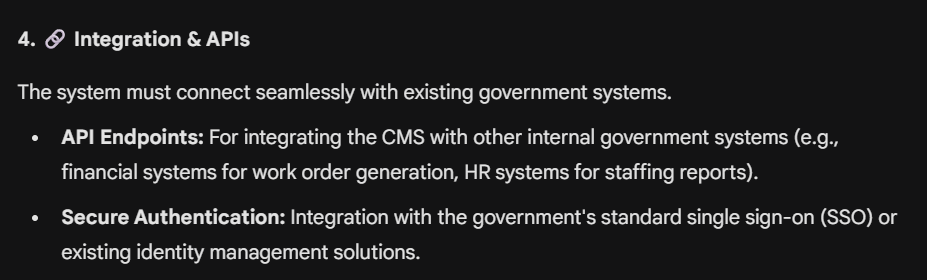 4. 🔗 Integration & APIs
The system must connect seamlessly with existing government systems.
• API Endpoints: For integrating the CMS with other internal government systems (e.g.,
financial systems for work order generation, HR systems for staffing reports).
• Secure Authentication: Integration with the government's standard single sign-on (SSO) or
existing identity management solutions.